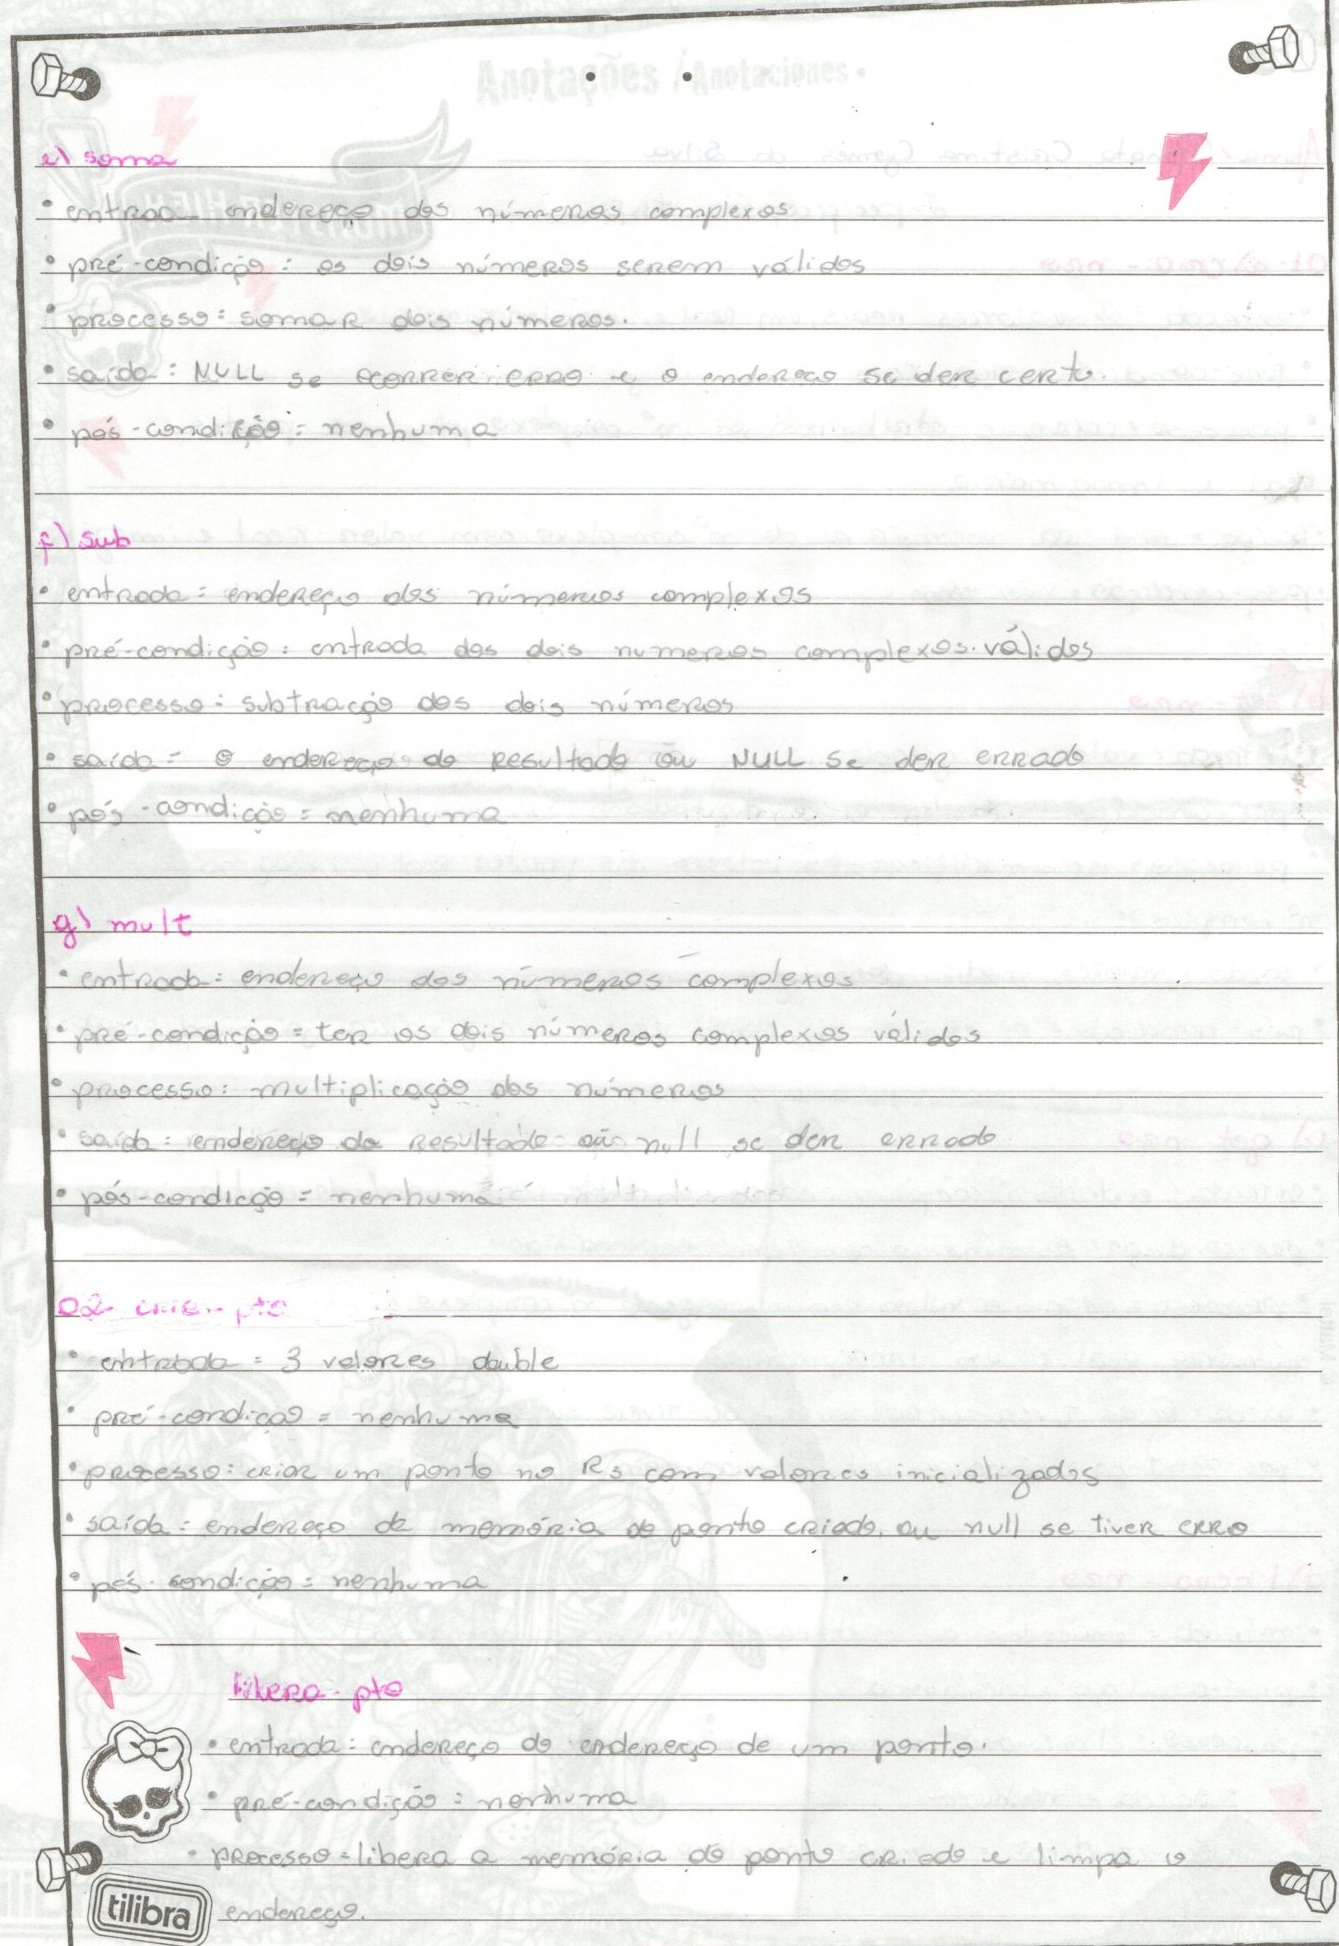 e) soma
• entrada endereço dos números complexos
• pré-condição: os dois números serem válidos
• processo: somar dois números.
• saída: NULL se ocorrer erro e o endereço se der certo.
• pós-condição: nenhuma
f) sub
• entrada: endereço dos números complexos
• pré-condição: entrada dos dois numeros complexos válidos
• processo: subtração dos dois números
• saída: o endereço do resultado ou NULL se der errado
• pós-condição: nenhuma
g) mult
• entrada: endereço dos números complexos
• pré-condição: ter os dois números complexos válidos
• processo: multiplicação dos números
• saída: endereço do resultado ou null se der errado
• pós-condição: nenhuma
02- cria-pto
• entrada: 3 valores double
• pré-condição: nenhuma
• processo: criar um ponto no R3 com valores inicializados
• saída: endereço de memória do ponto criado, ou null se tiver erro
• pós-condição: nenhuma
libera-pto
• entrada: endereço do endereço de um ponto.
• pré-condição: nenhuma
• processo: libera a memória do ponto criado e limpa o
endereço.
tilibra